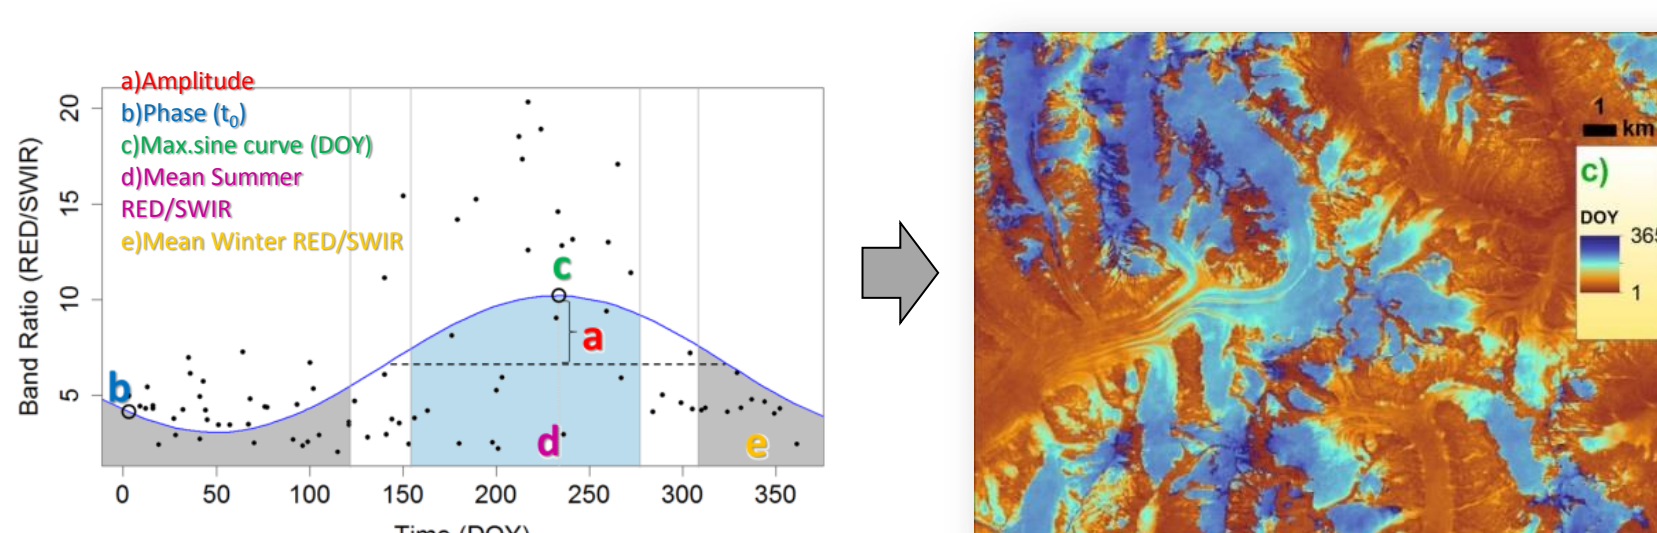 a)Amplitude
b)Phase (t0)
c)Max.sine curve (DOY)
d)Mean Summer
RED/SWIR
e)Mean Winter RED/SWIR
Band Ratio (RED/SWIR)
20
15
10
5
b
c
a
d
e
0 50 100 150 200 250 300 350
Time (DOY)
1
km
c)
DOY
365
1